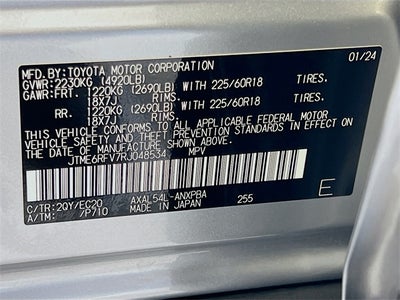 MFD.BY:TOYOTA MOTOR CORPORATION 01/24
GVWR:2230KG (4920LB)
GAWR:FRT. 1220KG (2690LB) WITH 225/60R18 TIRES.
18X7J RIMS.
RR. 1220KG (2690LB) WITH 225/60R18 TIRES.
18X7J RIMS.
THIS VEHICLE CONFORMS TO ALL APPLICABLE FEDERAL MOTOR
VEHICLE SAFETY AND THEFT PREVENTION STANDARDS IN EFFECT ON
THE DATE OF MANUFACTURE SHOWN ABOVE.
JTME6RFV7RJ048534 MPV
C/TR:2QY/EC20 AXAL54L-ANXPBA 255 E
A/TM: /P710 MADE IN JAPAN